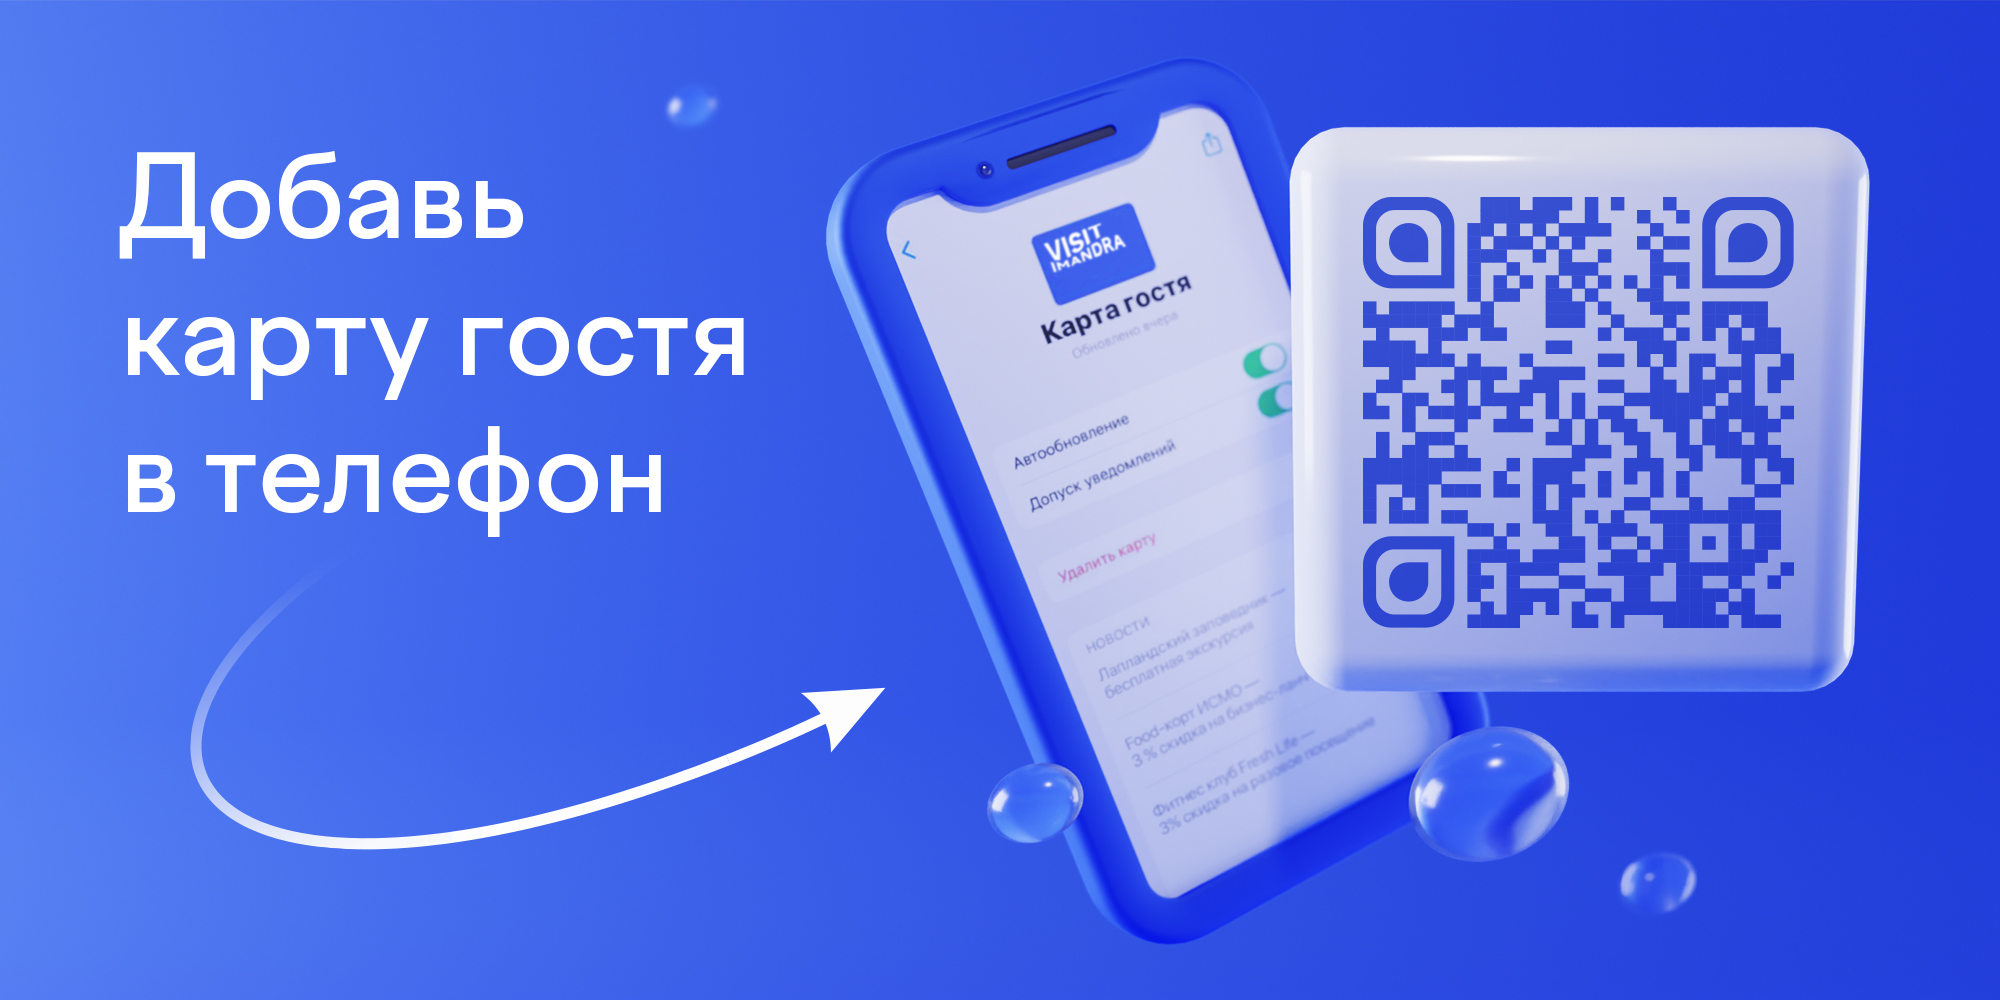 Добавь
карту гостя
в телефон
VISIT
IMANDRA
Карта гостя
Обновлено вчера
Автообновление
Допуск уведомлений
Удалить карту
НОВОСТИ
Лапландский заповедник —
бесплатная экскурсия
Food-корт ИСМО —
3 % скидка на бизнес-ланч
Фитнес клуб Fresh Life —
3% скидка на разовое посещение